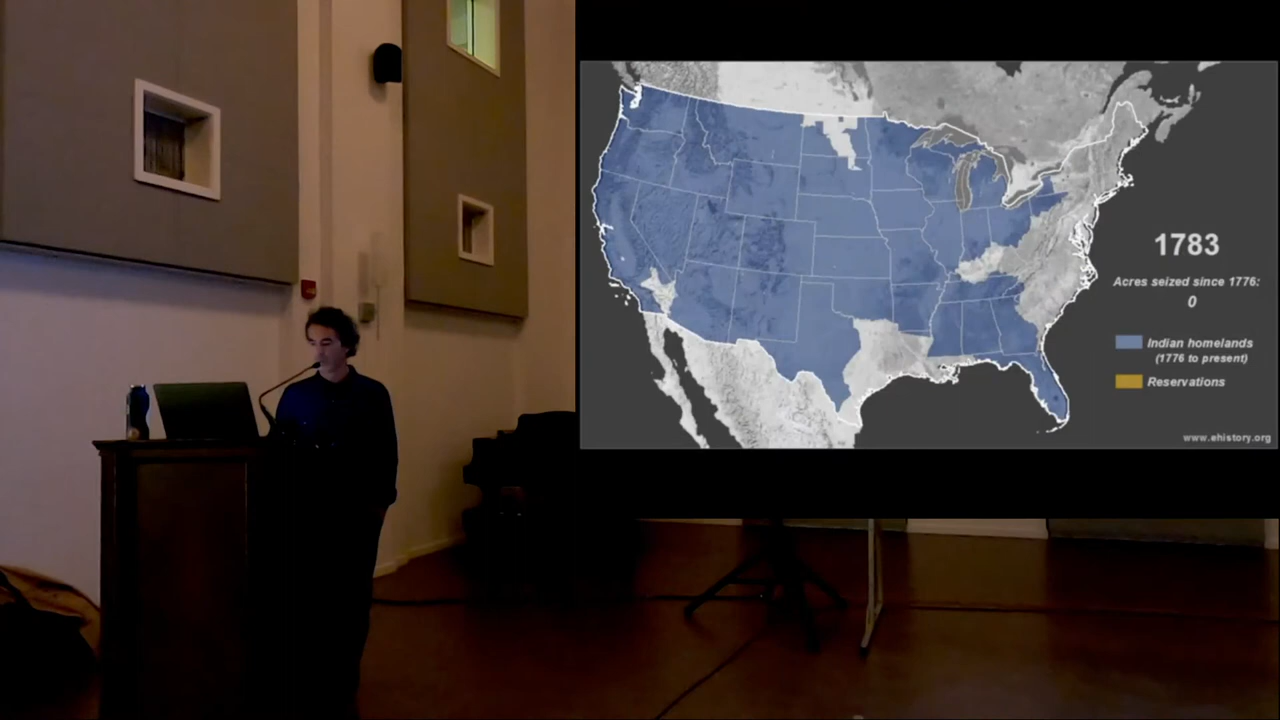 1783
Acres seized since 1776:
0
Indian homelands
(1776 to present)
Reservations
www.ehistory.org